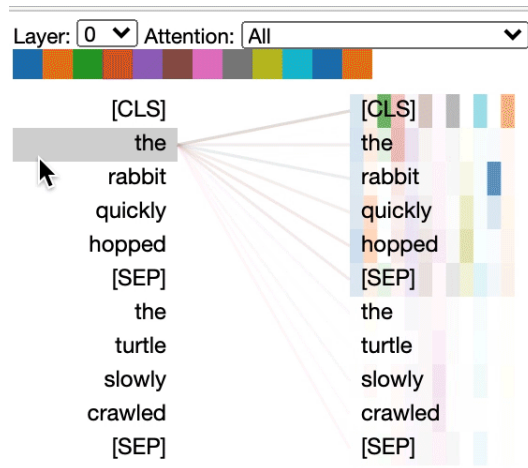 Layer: 0 Attention: All
[CLS] [CLS]
the the
rabbit rabbit
quickly quickly
hopped hopped
[SEP] [SEP]
the the
turtle turtle
slowly slowly
crawled crawled
[SEP] [SEP]